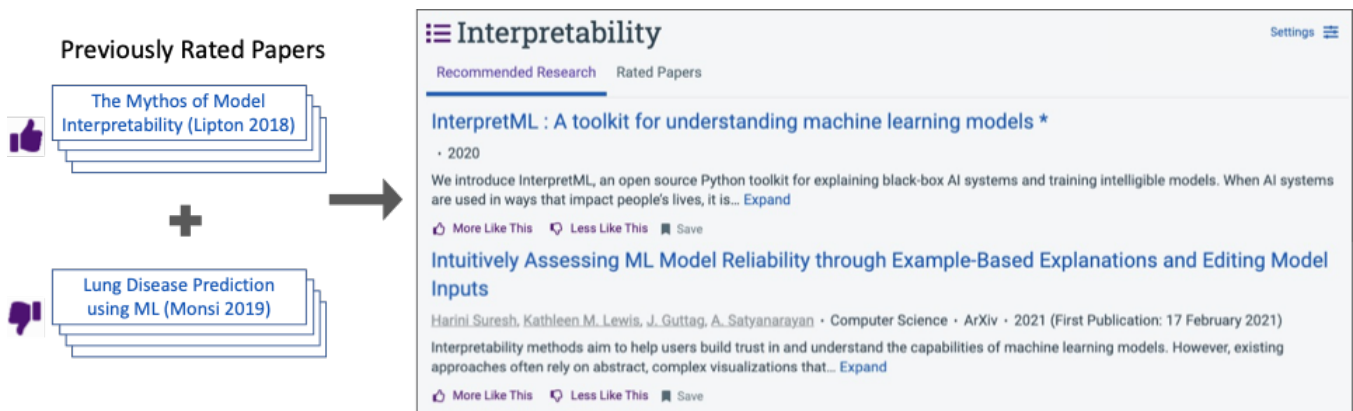 Previously Rated Papers
The Mythos of Model
Interpretability (Lipton 2018)
Lung Disease Prediction
using ML (Monsi 2019)
Interpretability
Settings
Recommended Research Rated Papers
InterpretML : A toolkit for understanding machine learning models *
· 2020
We introduce InterpretML, an open source Python toolkit for explaining black-box AI systems and training intelligible models. When AI systems
are used in ways that impact people's lives, it is... Expand
More Like This Less Like This Save
Intuitively Assessing ML Model Reliability through Example-Based Explanations and Editing Model
Inputs
Harini Suresh, Kathleen M. Lewis, J. Guttag, A. Satyanarayan · Computer Science · ArXiv · 2021 (First Publication: 17 February 2021)
Interpretability methods aim to help users build trust in and understand the capabilities of machine learning models. However, existing
approaches often rely on abstract, complex visualizations that... Expand
More Like This Less Like This Save